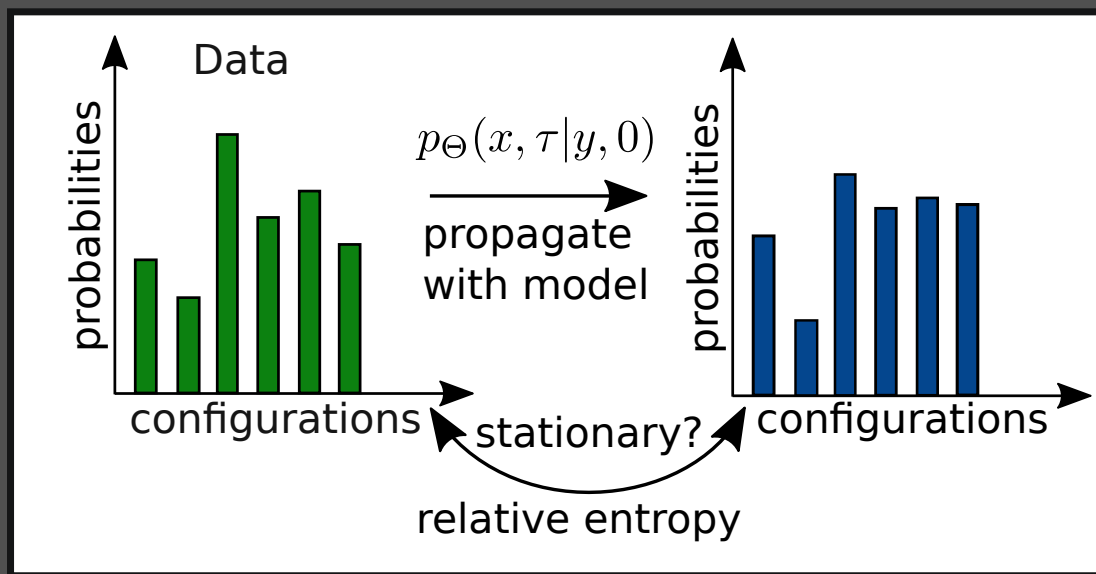 Data
probabilities
configurations
pΘ(x, τ|y, 0)
propagate
with model
probabilities
configurations
stationary?
relative entropy